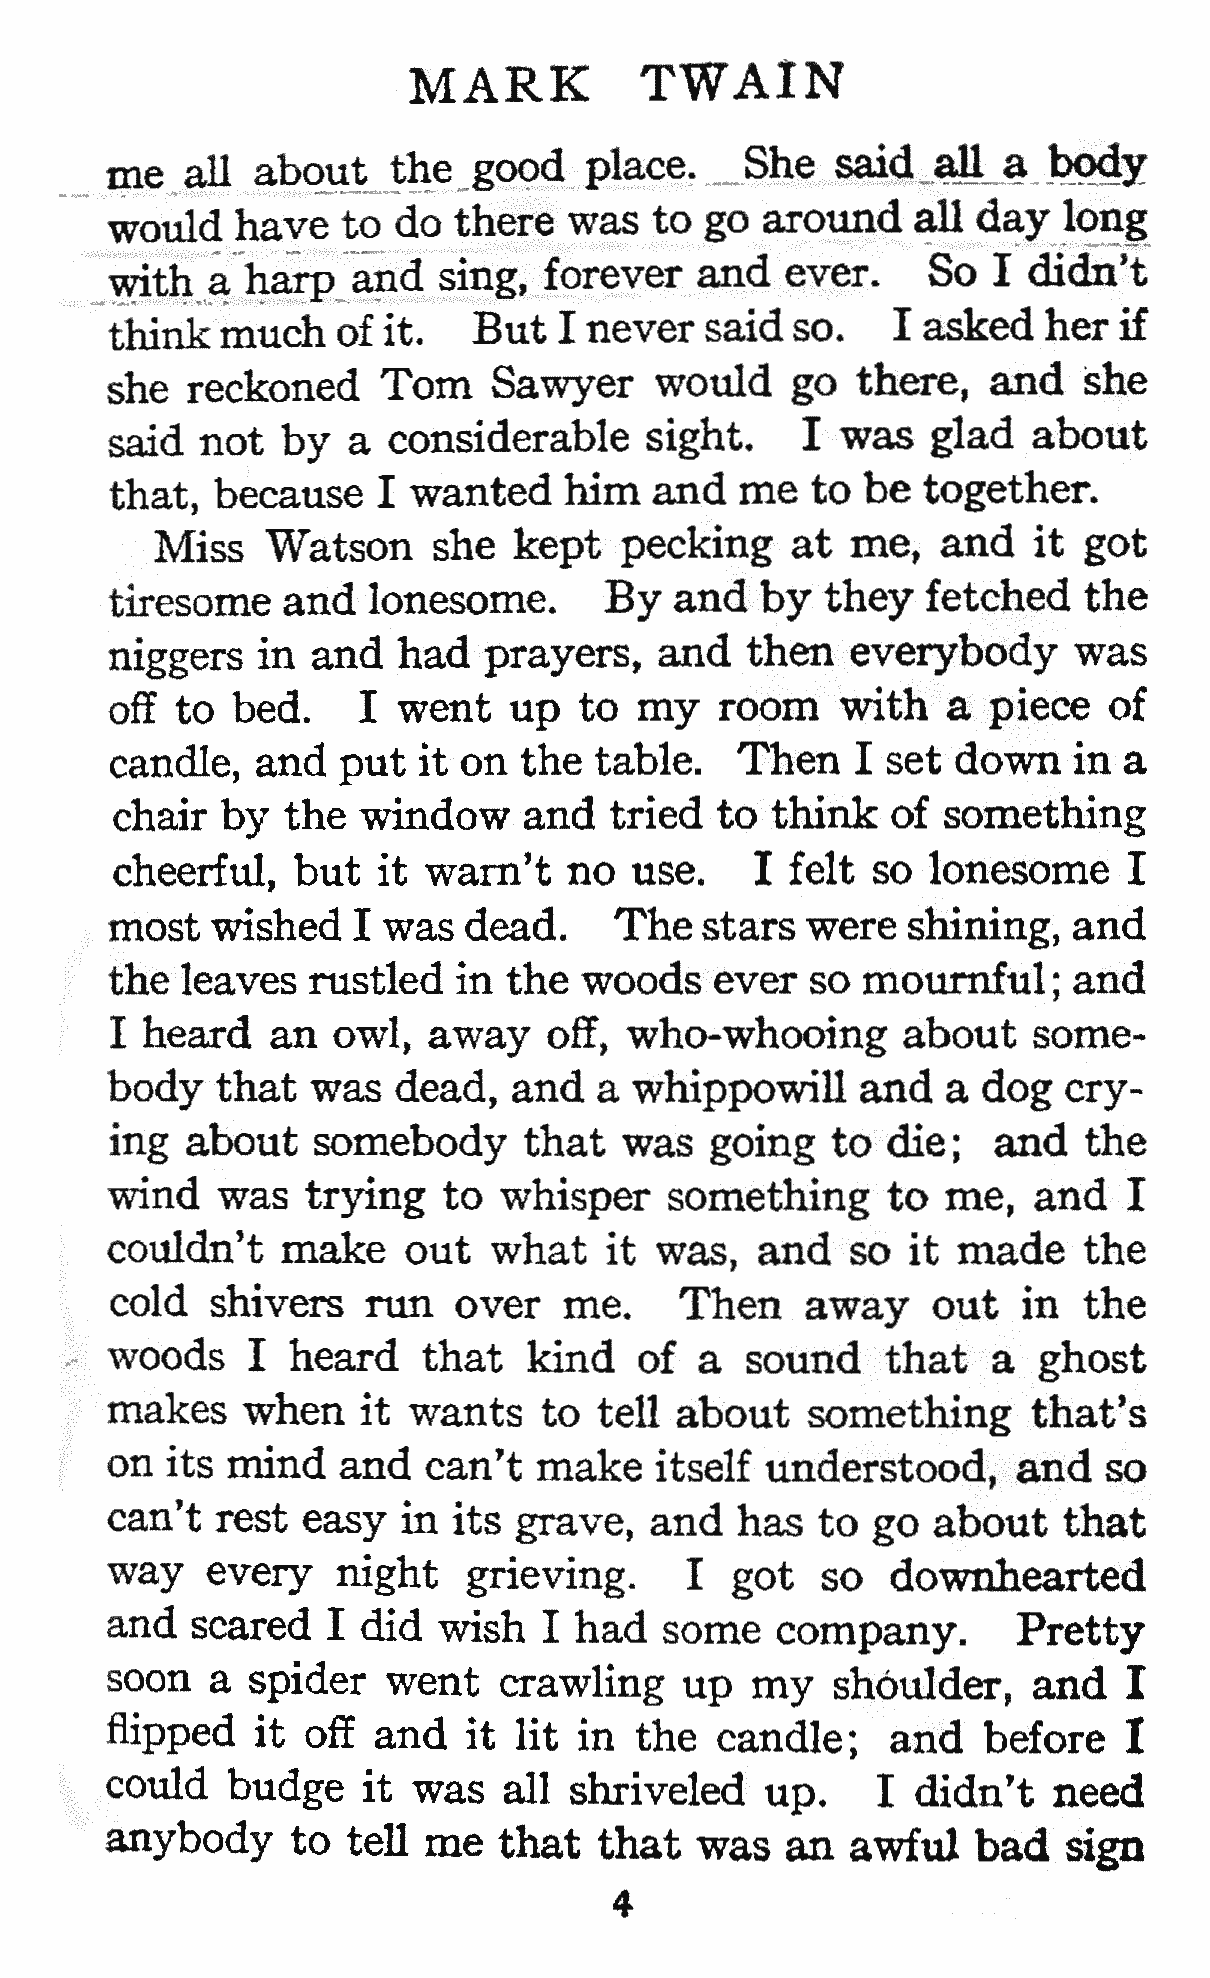 MARK TWAIN
me all about the good place. She said all a body
would have to do there was to go around all day long
with a harp and sing, forever and ever. So I didn't
think much of it. But I never said so. I asked her if
she reckoned Tom Sawyer would go there, and she
said not by a considerable sight. I was glad about
that, because I wanted him and me to be together.
Miss Watson she kept pecking at me, and it got
tiresome and lonesome. By and by they fetched the
niggers in and had prayers, and then everybody was
off to bed. I went up to my room with a piece of
candle, and put it on the table. Then I set down in a
chair by the window and tried to think of something
cheerful, but it warn't no use. I felt so lonesome I
most wished I was dead. The stars were shining, and
the leaves rustled in the woods ever so mournful; and
I heard an owl, away off, who-whooing about some-
body that was dead, and a whippowill and a dog cry-
ing about somebody that was going to die; and the
wind was trying to whisper something to me, and I
couldn't make out what it was, and so it made the
cold shivers run over me. Then away out in the
woods I heard that kind of a sound that a ghost
makes when it wants to tell about something that's
on its mind and can't make itself understood, and so
can't rest easy in its grave, and has to go about that
way every night grieving. I got so downhearted
and scared I did wish I had some company. Pretty
soon a spider went crawling up my shoulder, and I
flipped it off and it lit in the candle; and before I
could budge it was all shriveled up. I didn't need
anybody to tell me that that was an awful bad sign
4